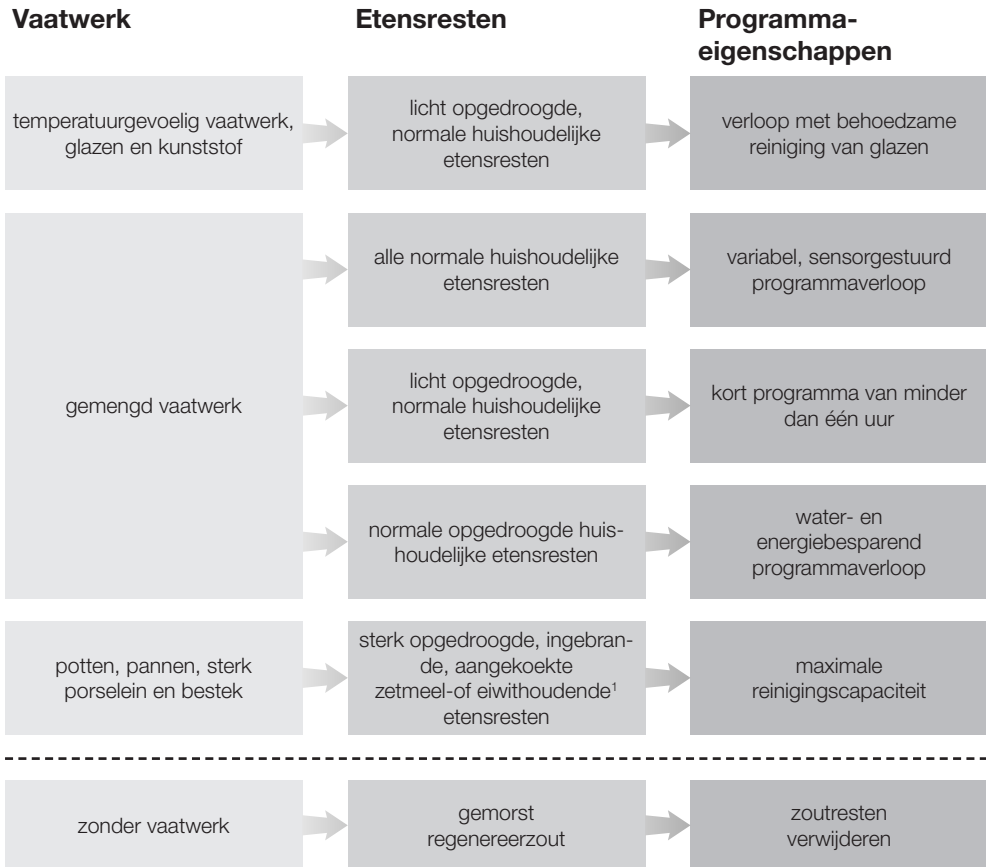 Vaatwerk
Etensresten
Programma-
eigenschappen
temperatuurgevoelig vaatwerk,
glazen en kunststof
licht opgedroogde,
normale huishoudelijke
etensresten
verloop met behoedzame
reiniging van glazen
gemengd vaatwerk
alle normale huishoudelijke
etensresten
variabel, sensorgestuurd
programmaverloop
licht opgedroogde,
normale huishoudelijke
etensresten
kort programma van minder
dan één uur
normale opgedroogde huis-
houdelijke etensresten
water- en
energiebesparend
programmaverloop
potten, pannen, sterk
porselein en bestek
sterk opgedroogde, ingebran-
de, aangekoekte
zetmeel-of eiwithoudende¹
etensresten
maximale
reinigingscapaciteit
zonder vaatwerk
gemorst
regenereerzout
zoutresten
verwijderen